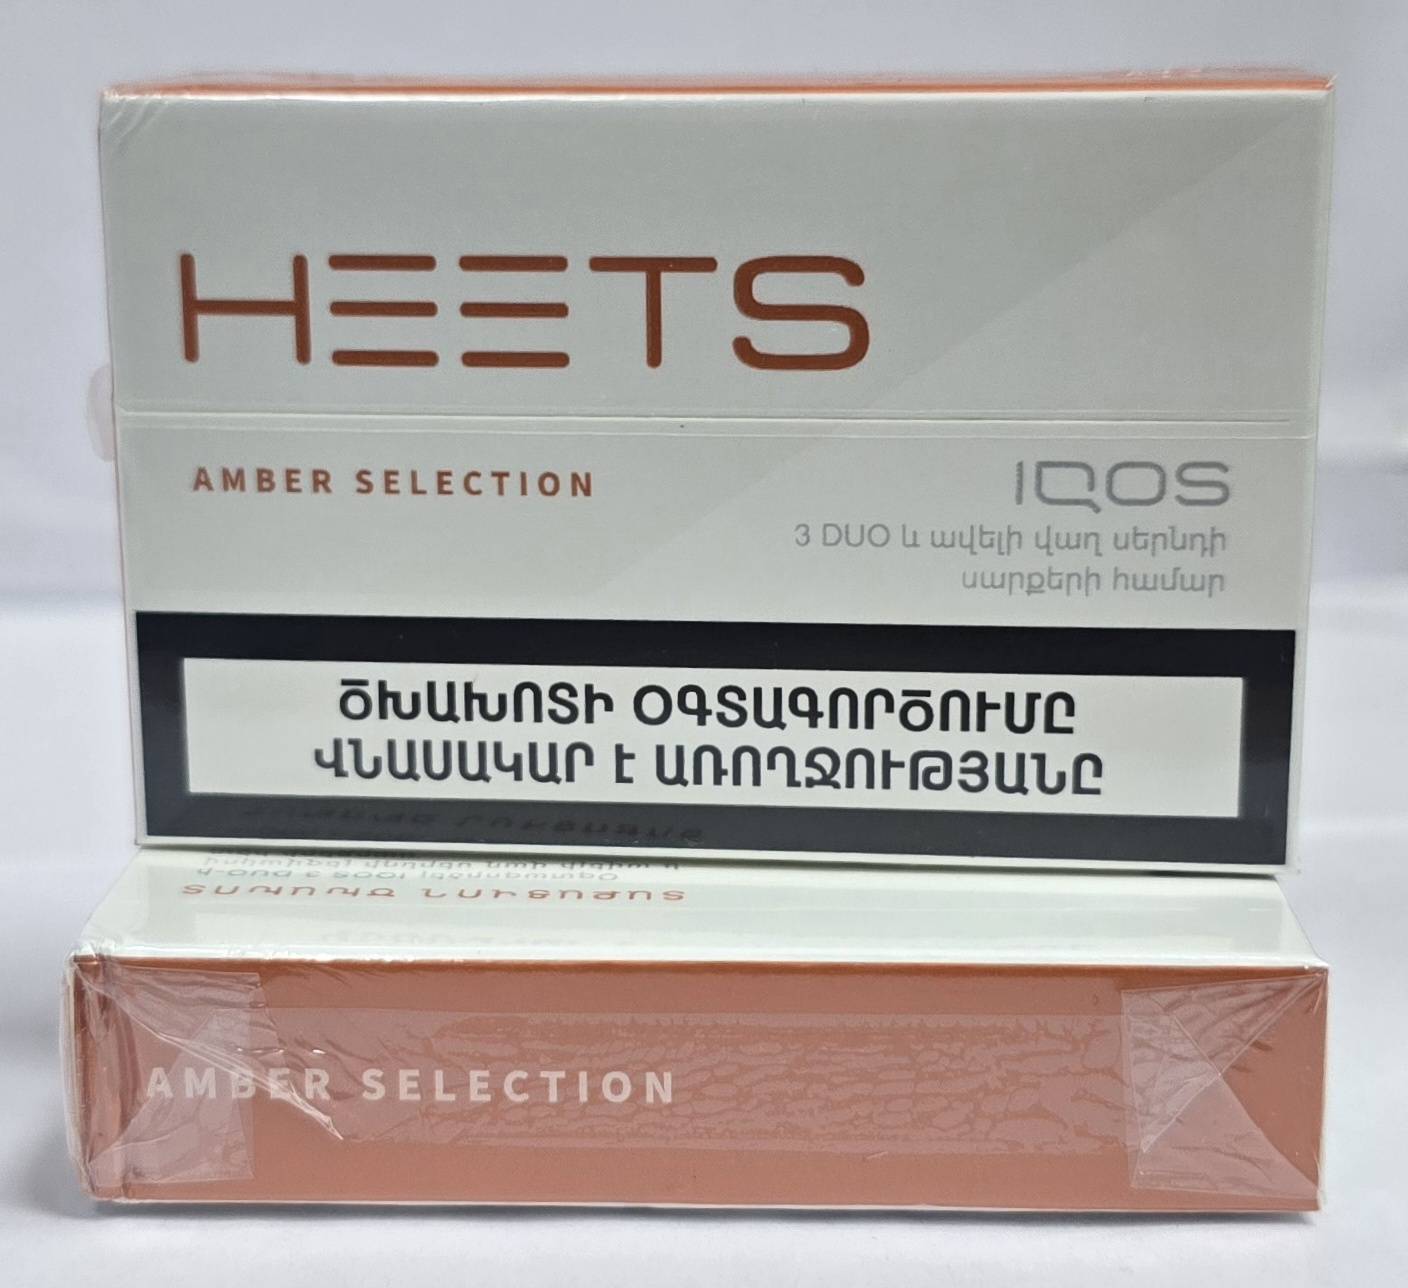 HEETS
AMBER SELECTION
IQOS
3 DUO և ավելի վաղ սերնդի
սարքերի համար
ԾԽԱԽՈՏԻ ՕԳՏԱԳՈՐԾՈՒՄԸ
ՎՆԱՍԱԿԱՐ Է ԱՌՈՂՋՈՒԹՅԱՆԸ
AMBER SELECTION